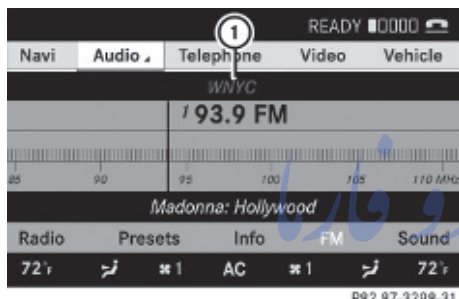 1
READY 0000
Navi Audio Telephone Video Vehicle
WNYC
1 93.9 FM
85 90 95 100 105 110 MHz
Madonna: Hollywood
Radio Presets Info FM Sound
72°F 1 AC 1 72°F
P82.87-3298-31